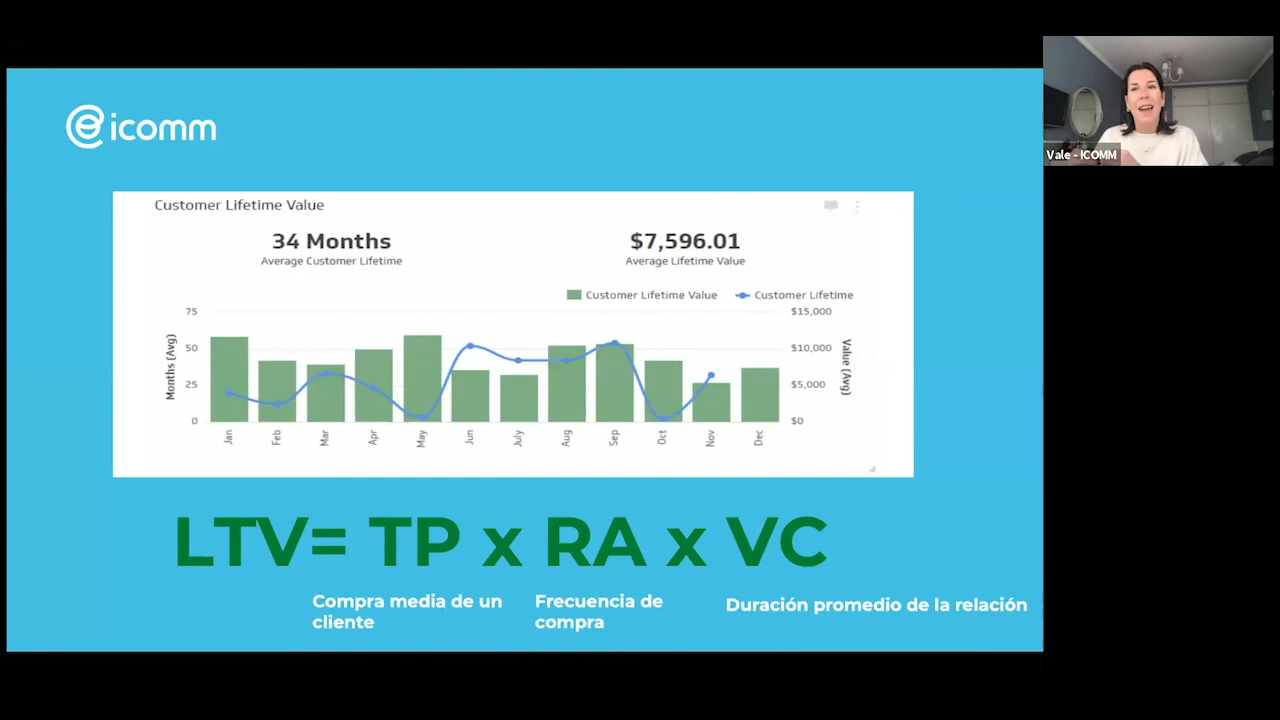 icomm
Vale - ICOMM
Customer Lifetime Value
34 Months
$7,596.01
Average Customer Lifetime
Average Lifetime Value
Customer Lifetime Value
Customer Lifetime
75
50
25
0
Months (Avg)
$15,000
$10,000
$5,000
$0
Value (Avg)
Jan
Feb
Mar
Apr
May
Jun
July
Aug
Sep
Oct
Nov
Dec
LTV= TP x RA x VC
Compra media de un
cliente
Frecuencia de
compra
Duración promedio de la relación